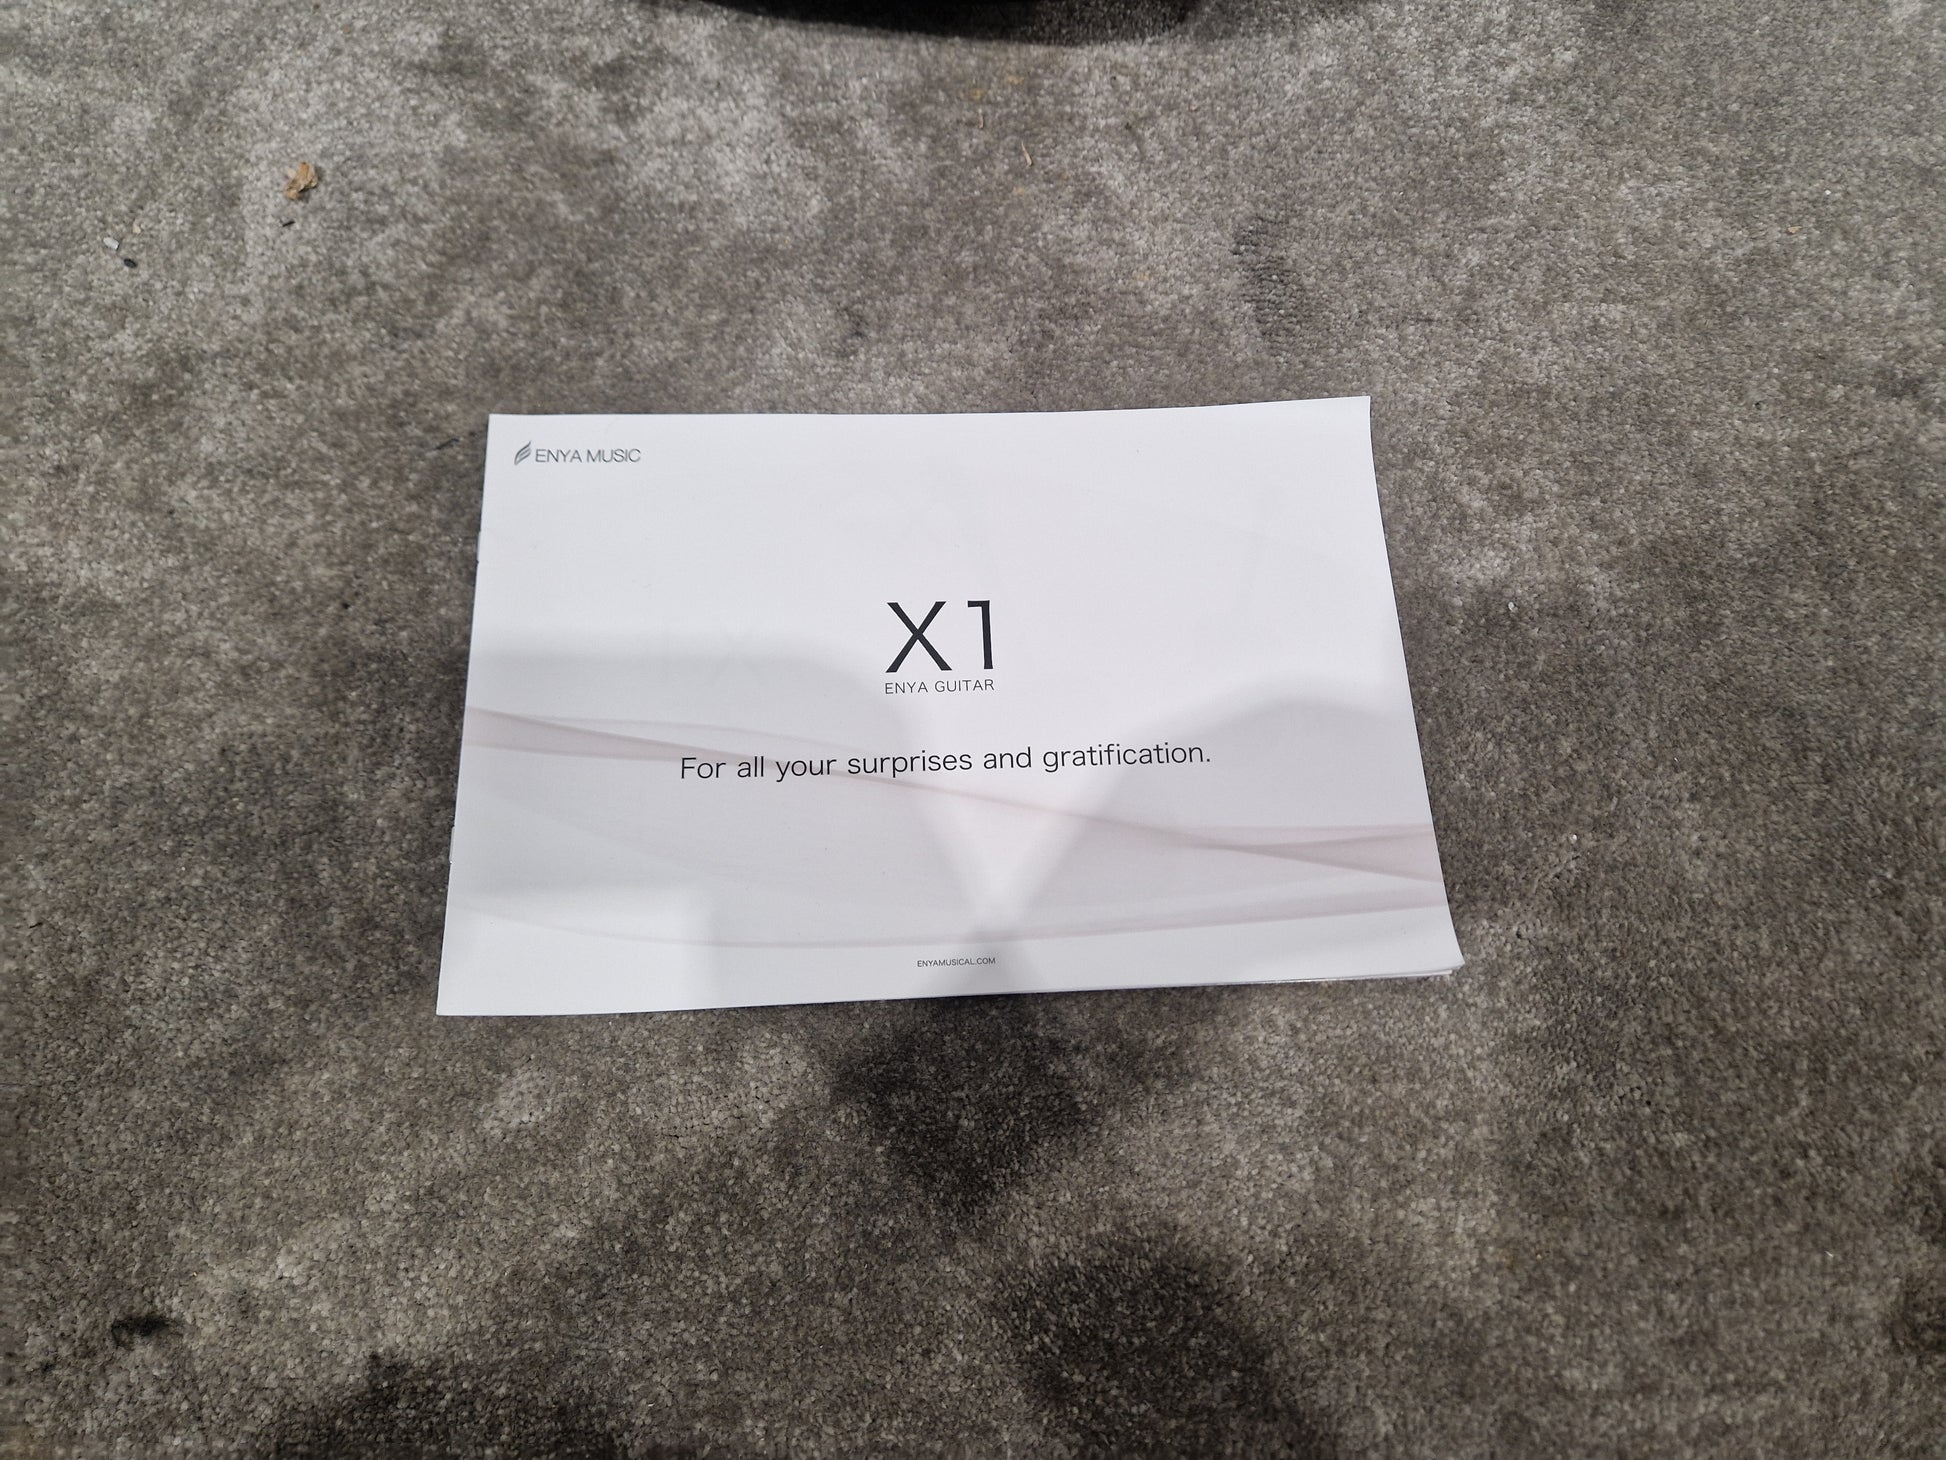 ENYA MUSIC
X1
ENYA GUITAR
For all your surprises and gratification.
ENYAMUSICAL.COM